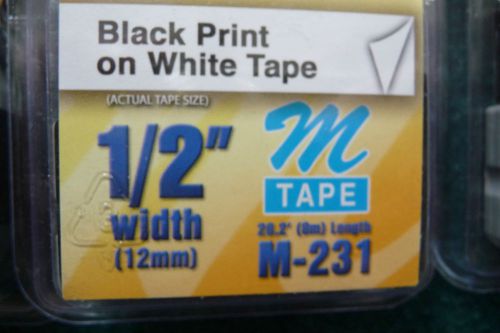 Black Print
on White Tape
(ACTUAL TAPE SIZE)
1/2"
width
(12mm)
m
TAPE
26.2" (8m) Length
M-231